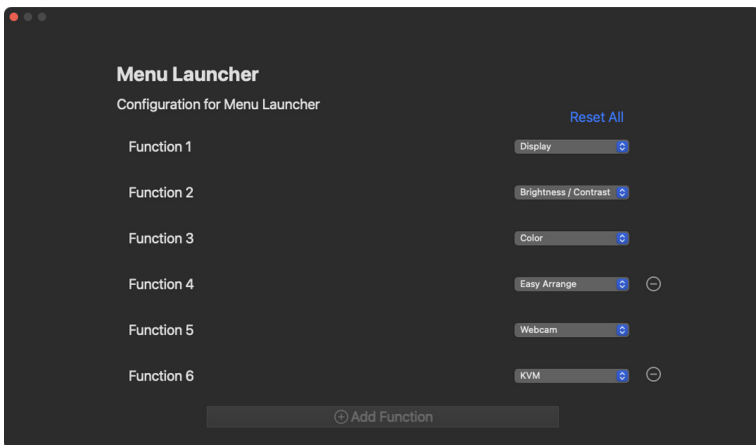 Menu Launcher
Configuration for Menu Launcher
Reset All
Function 1 Display
Function 2 Brightness / Contrast
Function 3 Color
Function 4 Easy Arrange
Function 5 Webcam
Function 6 KVM
Add Function